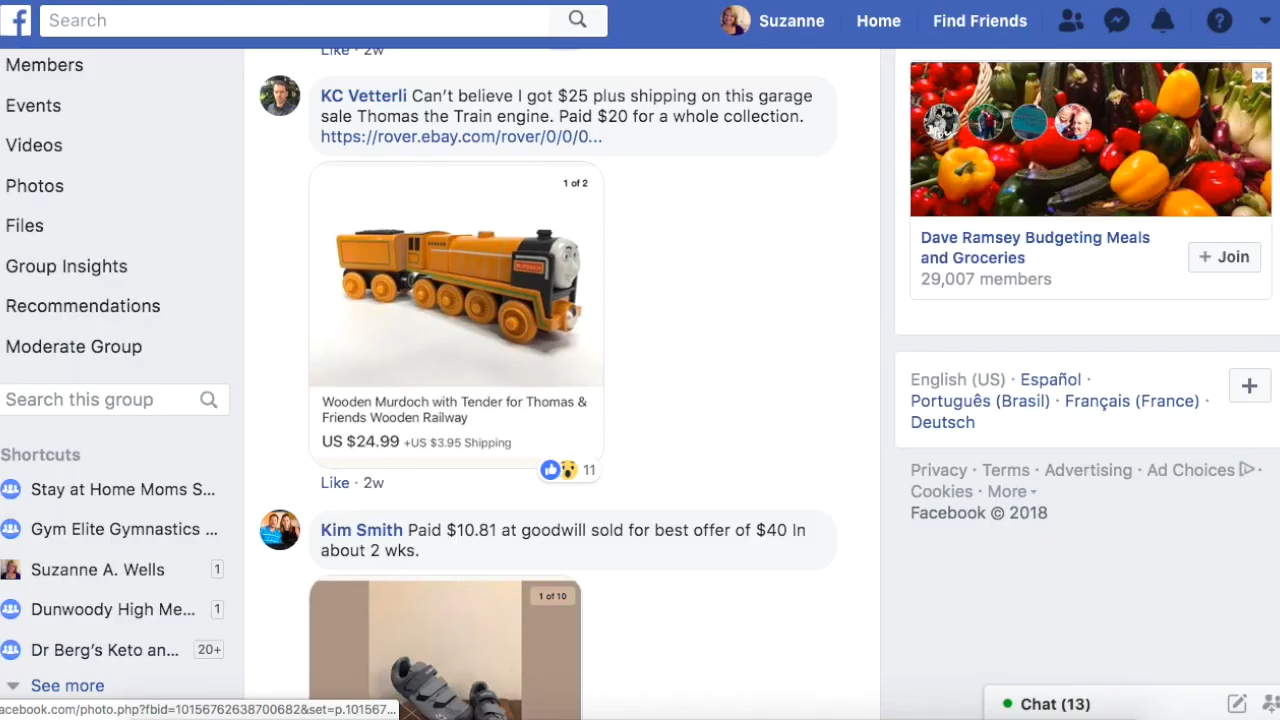 f
Search
Suzanne
Home
Find Friends
?
Members
Events
Videos
Photos
Files
Group Insights
Recommendations
Moderate Group
Search this group
Shortcuts
Stay at Home Moms S...
Gym Elite Gymnastics ...
Suzanne A. Wells 1
Dunwoody High Me... 1
Dr Berg's Keto an... 20+
See more
acebook.com/photo.php?fbid=10156762638700682&set=p.101567...
Like · 2w
KC Vetterli Can't believe I got $25 plus shipping on this garage
sale Thomas the Train engine. Paid $20 for a whole collection.
https://rover.ebay.com/rover/0/0/0...
1 of 2
MURDOCH
Wooden Murdoch with Tender for Thomas &
Friends Wooden Railway
US $24.99 +US $3.95 Shipping
11
Like · 2w
Kim Smith Paid $10.81 at goodwill sold for best offer of $40 In
about 2 wks.
1 of 10
Dave Ramsey Budgeting Meals
and Groceries
29,007 members
+ Join
English (US) · Español ·
Português (Brasil) · Français (France) ·
Deutsch
Privacy · Terms · Advertising · Ad Choices ·
Cookies · More
Facebook © 2018
Chat (13)